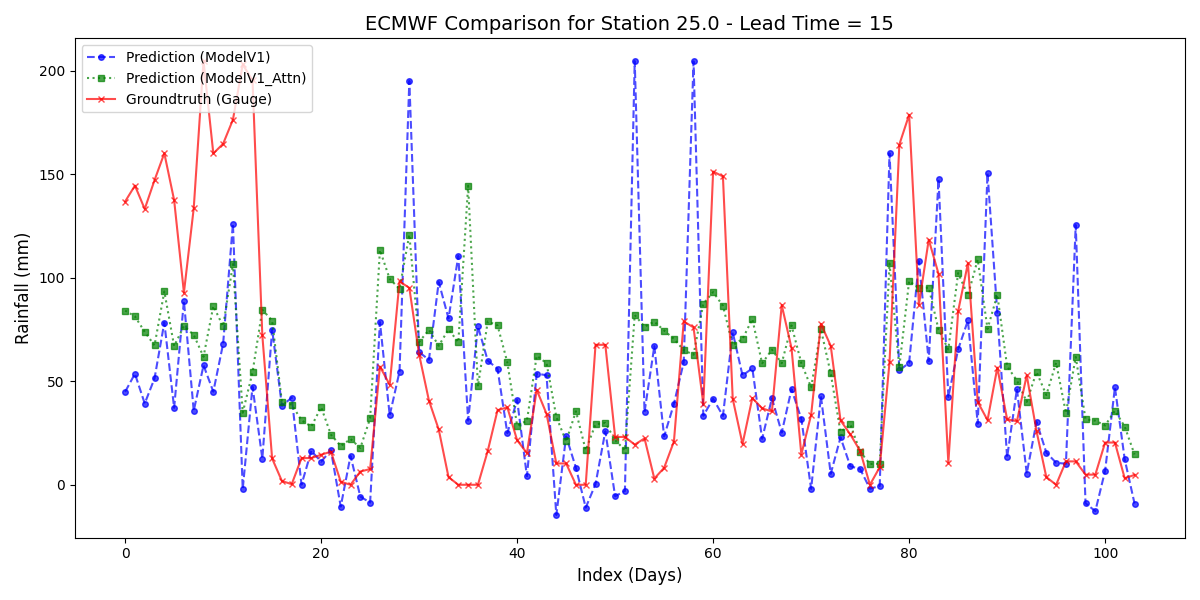 ECMWF Comparison for Station 25.0 - Lead Time = 15
Prediction (ModelV1)
Prediction (ModelV1_Attn)
Groundtruth (Gauge)
Rainfall (mm)
200
150
100
50
0
0 20 40 60 80 100
Index (Days)